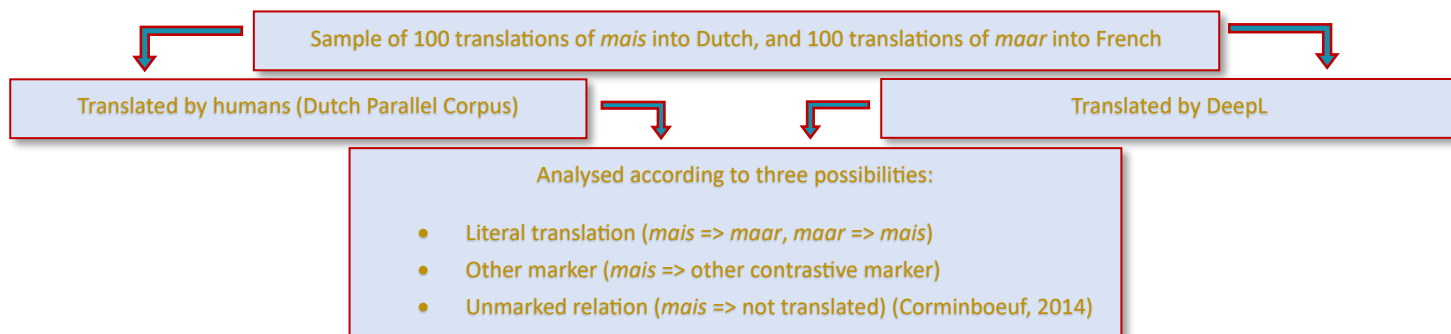 Sample of 100 translations of mais into Dutch, and 100 translations of maar into French
Translated by humans (Dutch Parallel Corpus)
Translated by DeepL
Analysed according to three possibilities:
• Literal translation (mais => maar, maar => mais)
• Other marker (mais => other contrastive marker)
• Unmarked relation (mais => not translated) (Corminboeuf, 2014)